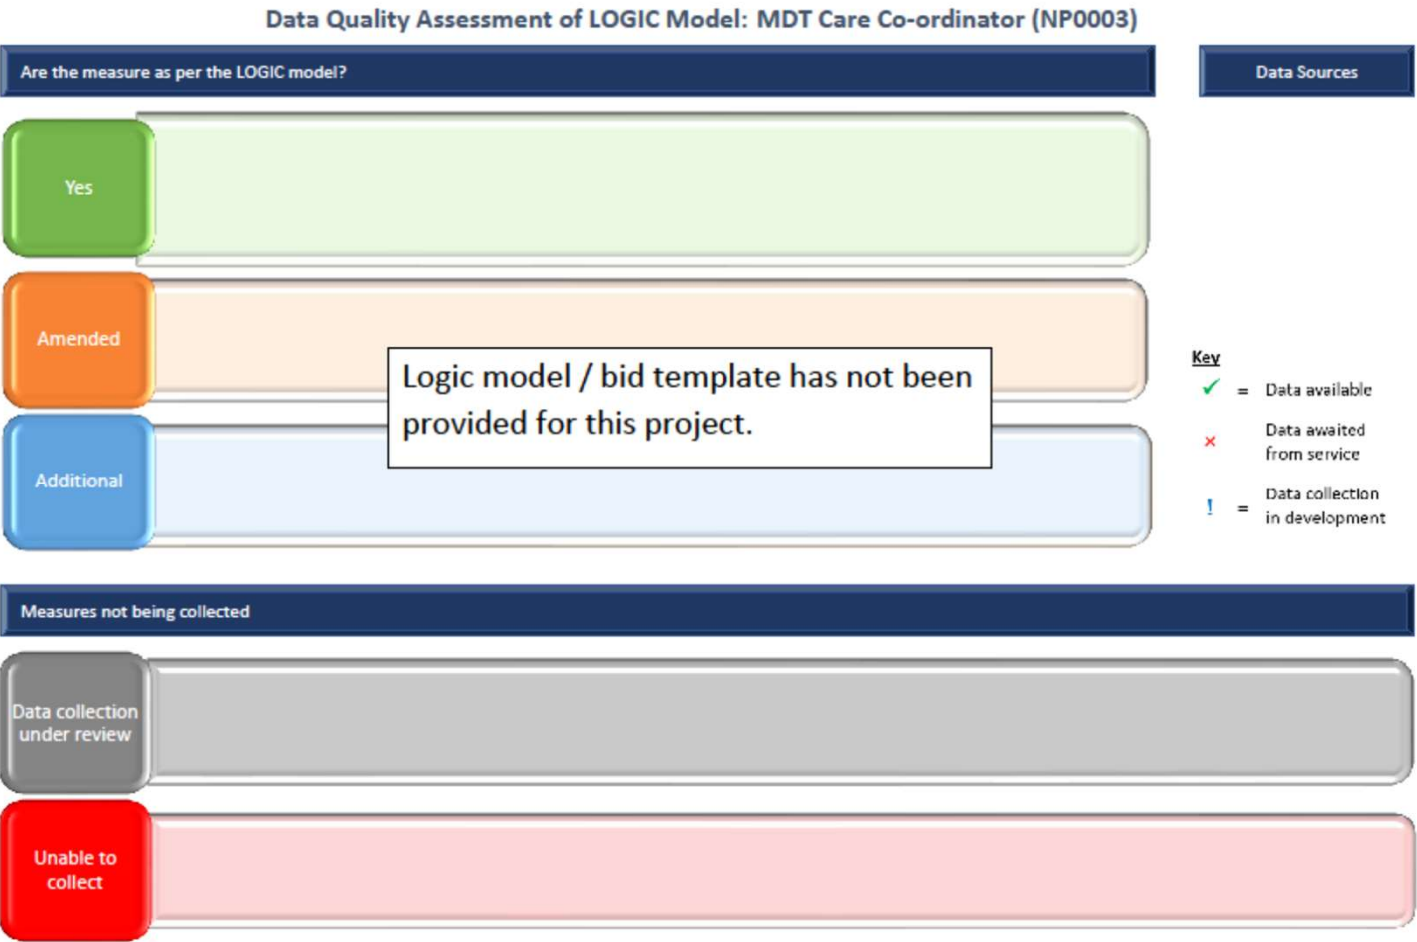 Data Quality Assessment of LOGIC Model: MDT Care Co-ordinator (NP0003)
Are the measure as per the LOGIC model?
Data Sources
Yes
Amended
Logic model / bid template has not been
provided for this project.
Additional
Key
✓ = Data available
× Data awaited
from service
! = Data collection
in development
Measures not being collected
Data collection
under review
Unable to
collect